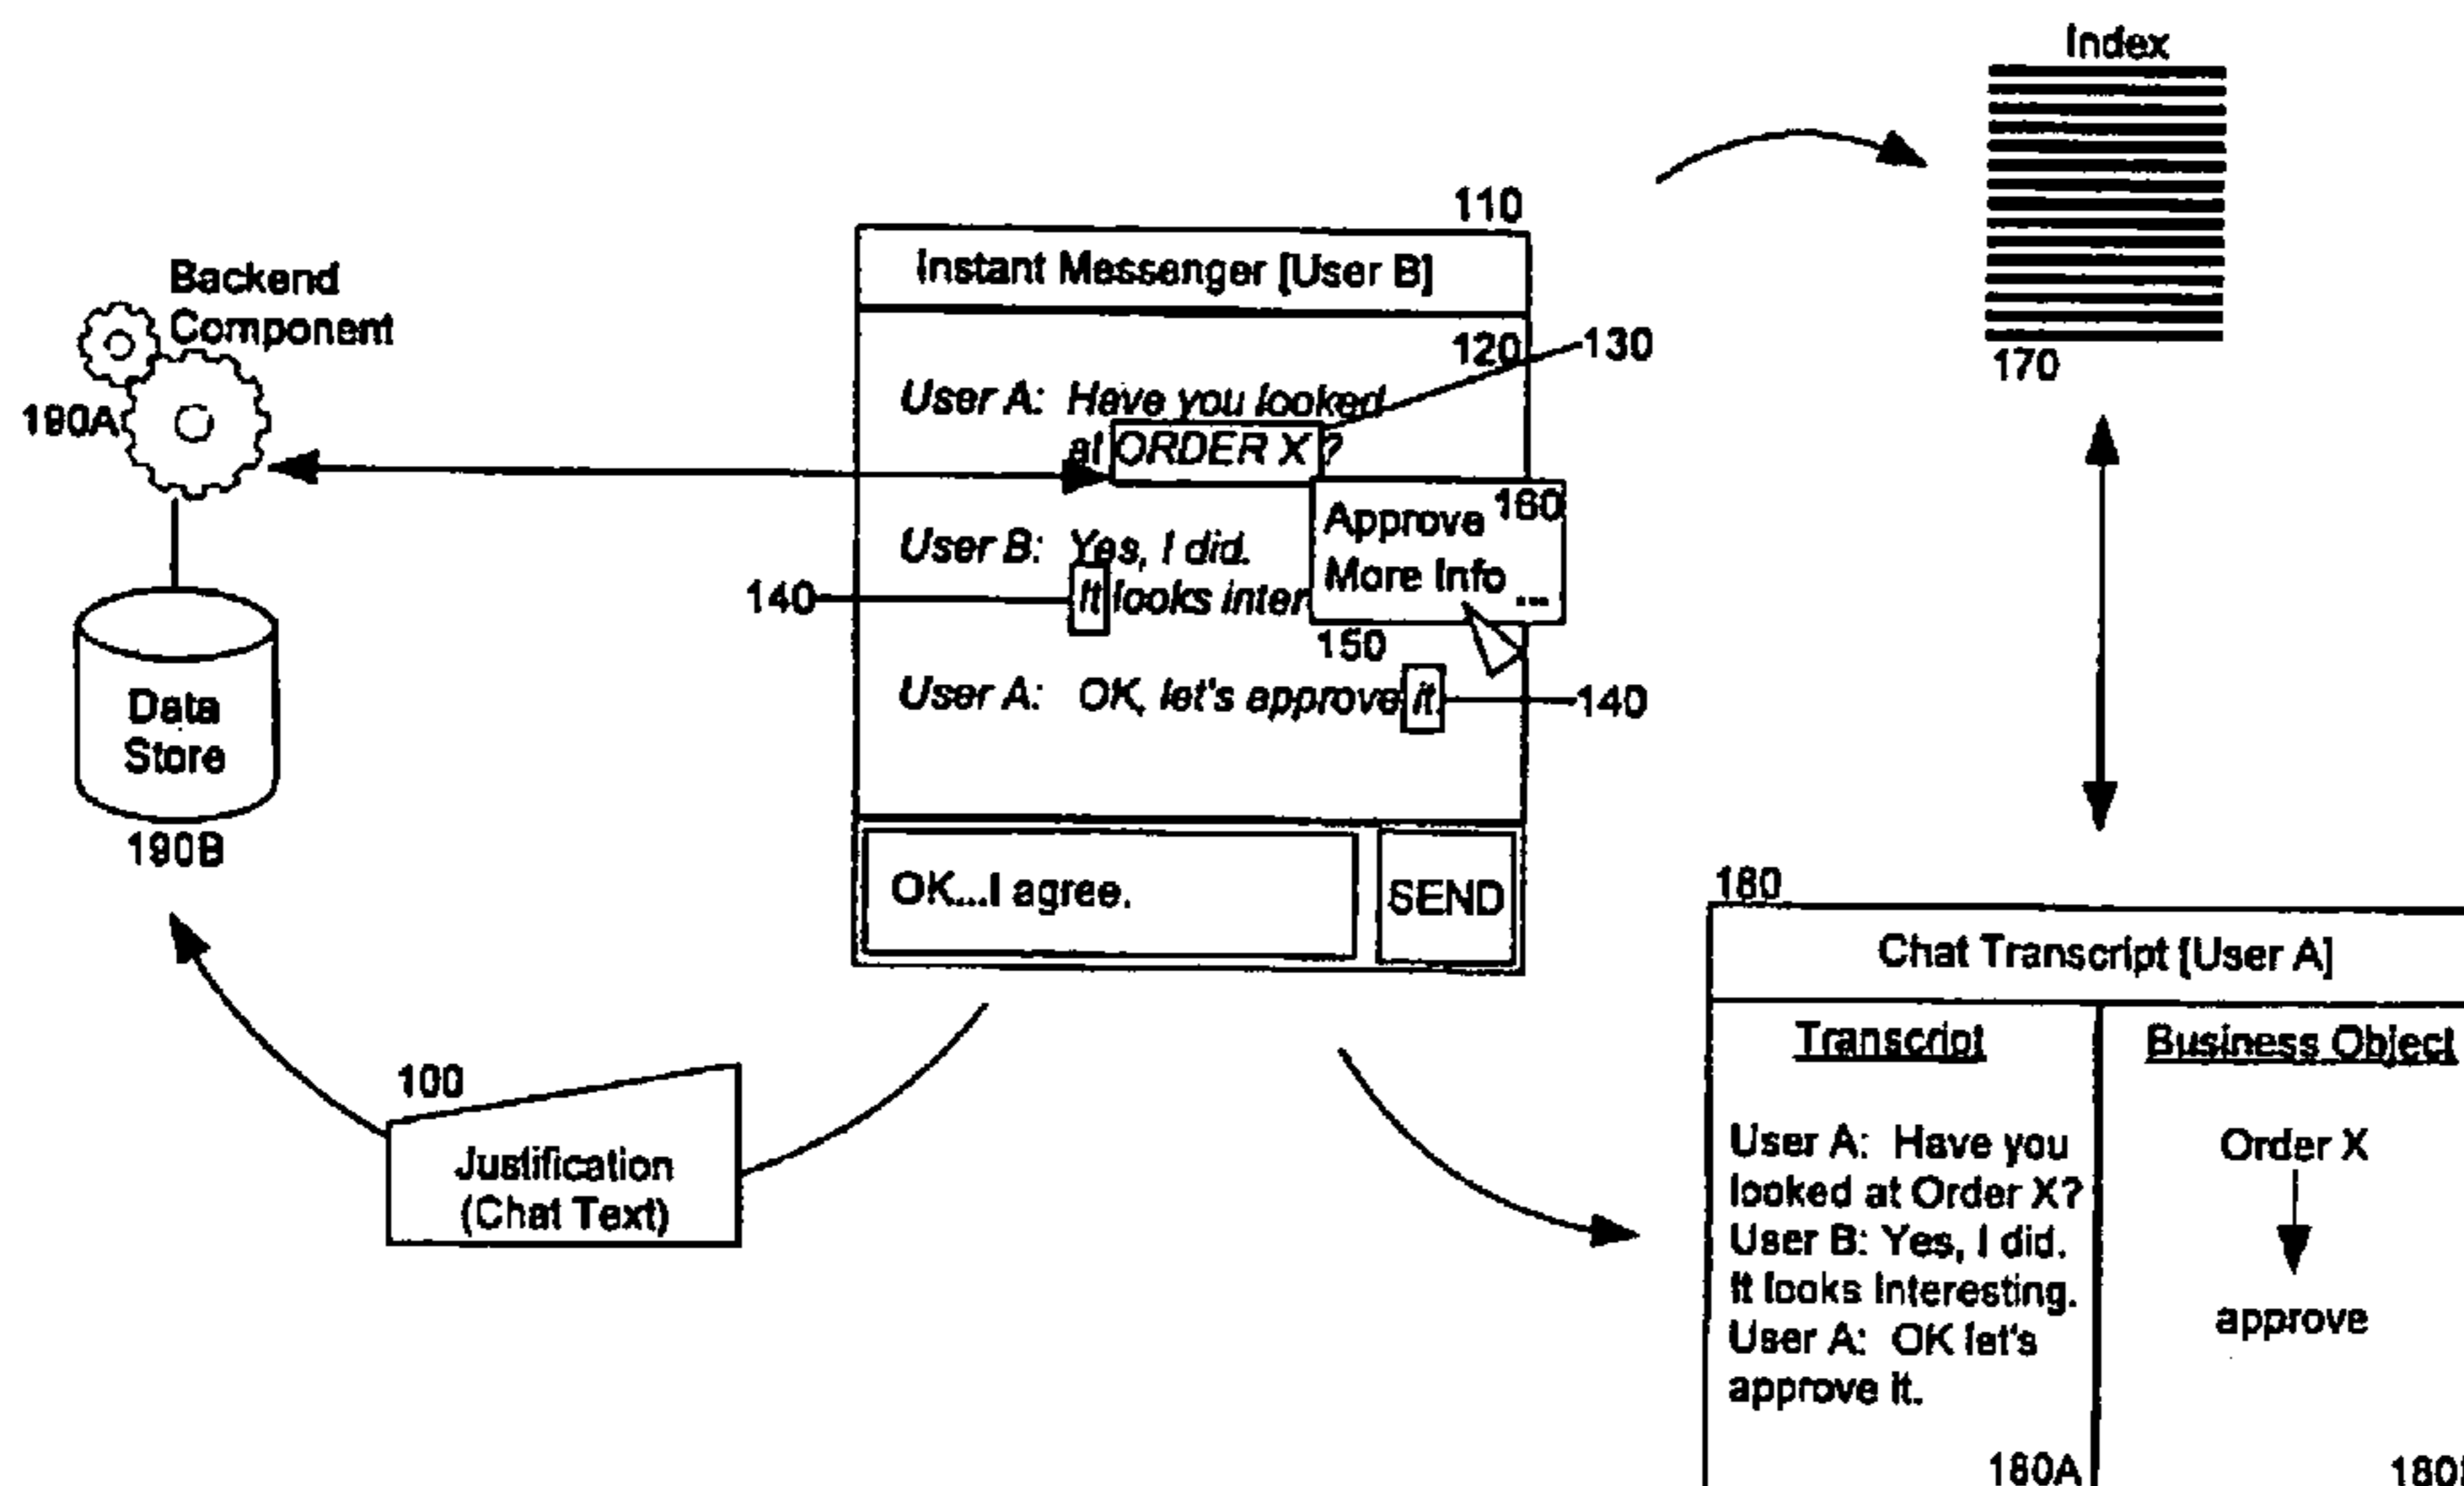 Index
170
110
Instant Messenger [User B]
120
130
User A: Have you looked
at ORDER X ?
Approve 160
More Info ...
150
User B: Yes, I did.
It looks inter
140
User A: OK, let's approve it.
140
OK...I agree.
SEND
Backend
Component
190A
Data
Store
190B
100
Justification
(Chat Text)
180
Chat Transcript [User A]
Transcript
User A: Have you
looked at Order X?
User B: Yes, I did.
It looks Interesting.
User A: OK let's
approve it.
180A
Business Object
Order X
approve